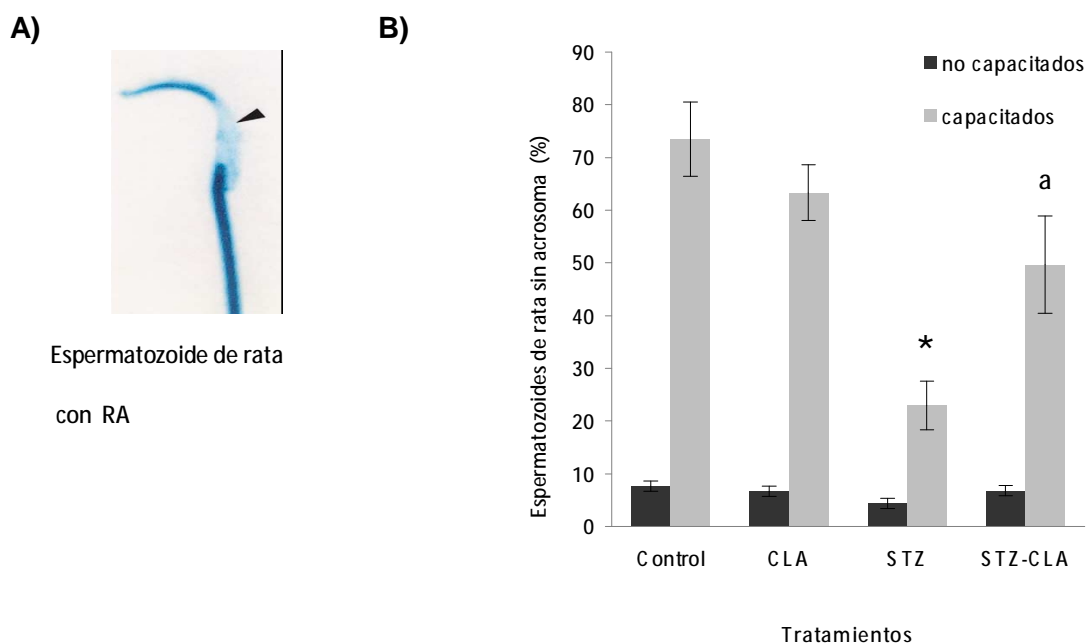 A)
Espermatozoide de rata
con RA
B)
Espermatozoides de rata sin acrosoma (%)
90
80
70
60
50
40
30
20
10
0
no capacitados
capacitados
*
a
Control CLA STZ STZ-CLA
Tratamientos